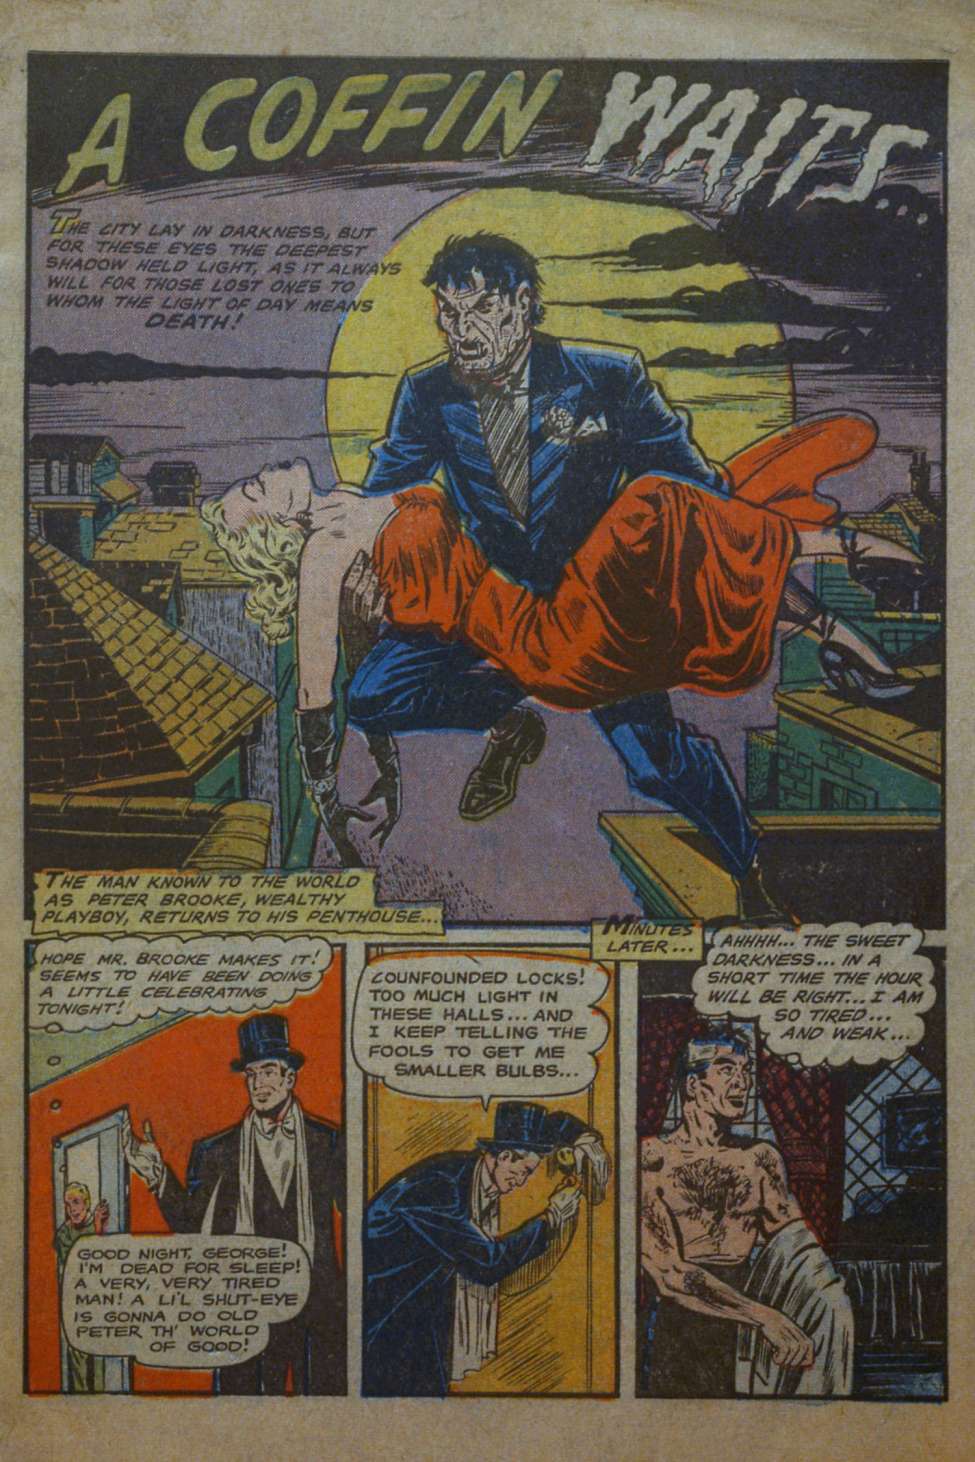 A COFFIN WAITS...
THE CITY LAY IN DARKNESS, BUT
FOR THESE EYES THE DEEPEST
SHADOW HELD LIGHT, AS IT ALWAYS
WILL FOR THOSE LOST ONES TO
WHOM THE LIGHT OF DAY MEANS
DEATH!
THE MAN KNOWN TO THE WORLD
AS PETER BROOKE, WEALTHY
PLAYBOY, RETURNS TO HIS PENTHOUSE...
HOPE MR. BROOKE MAKES IT!
SEEMS TO HAVE BEEN DOING
A LITTLE CELEBRATING
TONIGHT!
GOOD NIGHT, GEORGE!
I'M DEAD FOR SLEEP!
A VERY, VERY TIRED
MAN! A LI'L SHUT-EYE
IS GONNA DO OLD
PETER TH' WORLD
OF GOOD!
COUNFOUNDED LOCKS!
TOO MUCH LIGHT IN
THESE HALLS... AND
I KEEP TELLING THE
FOOLS TO GET ME
SMALLER BULBS...
MINUTES
LATER...
AHHHH... THE SWEET
DARKNESS... IN A
SHORT TIME THE HOUR
WILL BE RIGHT... I AM
SO TIRED...
AND WEAK...